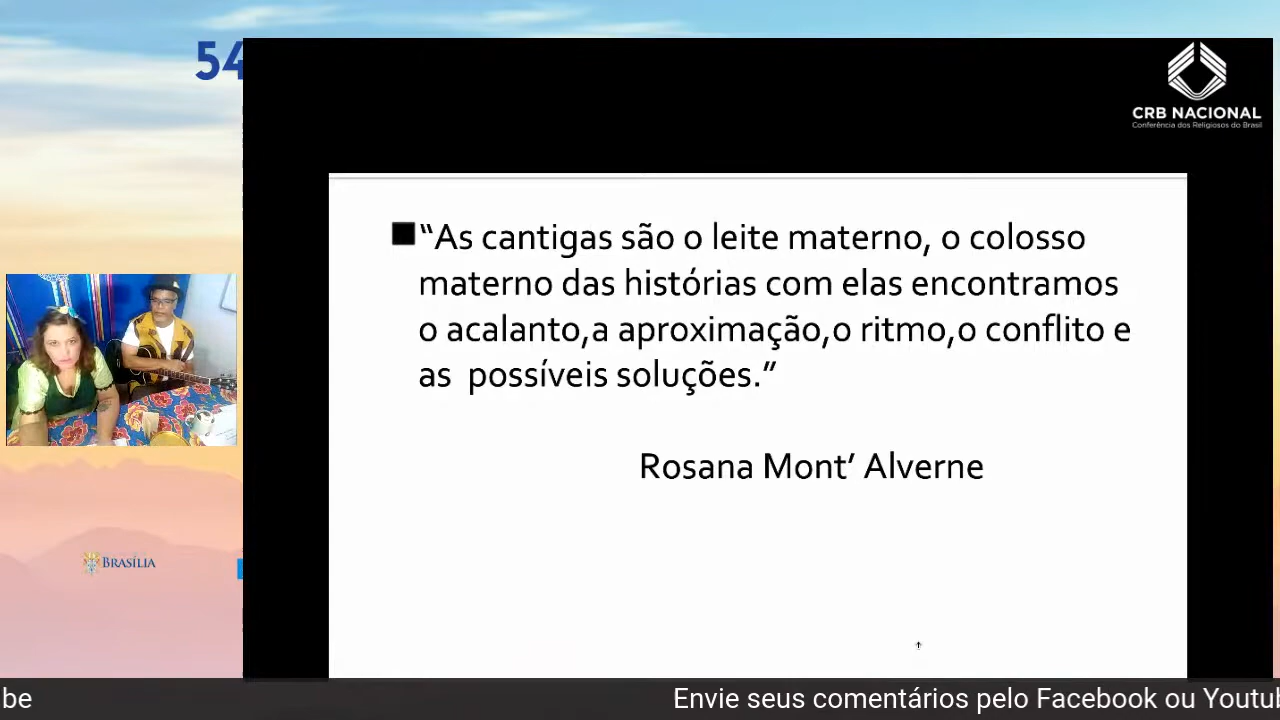 54
CRB NACIONAL
Conferência dos Religiosos do Brasil
“As cantigas são o leite materno, o colosso
materno das histórias com elas encontramos
o acalanto,a aproximação,o ritmo,o conflito e
as possíveis soluções.”
Rosana Mont’ Alverne
BRASÍLIA
be
Envie seus comentários pelo Facebook ou Youtub